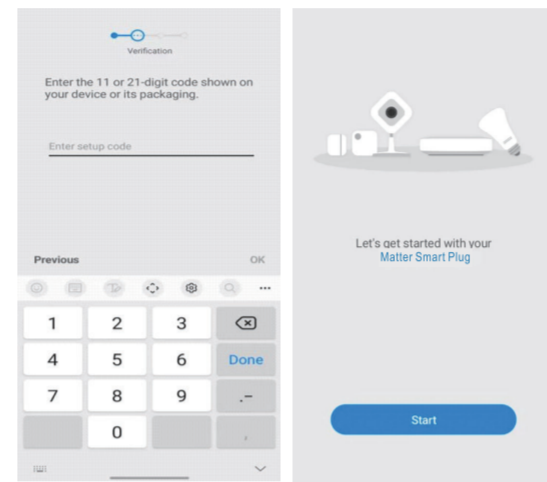 Verification
Enter the 11 or 21-digit code shown on
your device or its packaging.
Enter setup code
Previous
OK
1 2 3
4 5 6 Done
7 8 9 .-
0 ,
Let's get started with your
Matter Smart Plug
Start